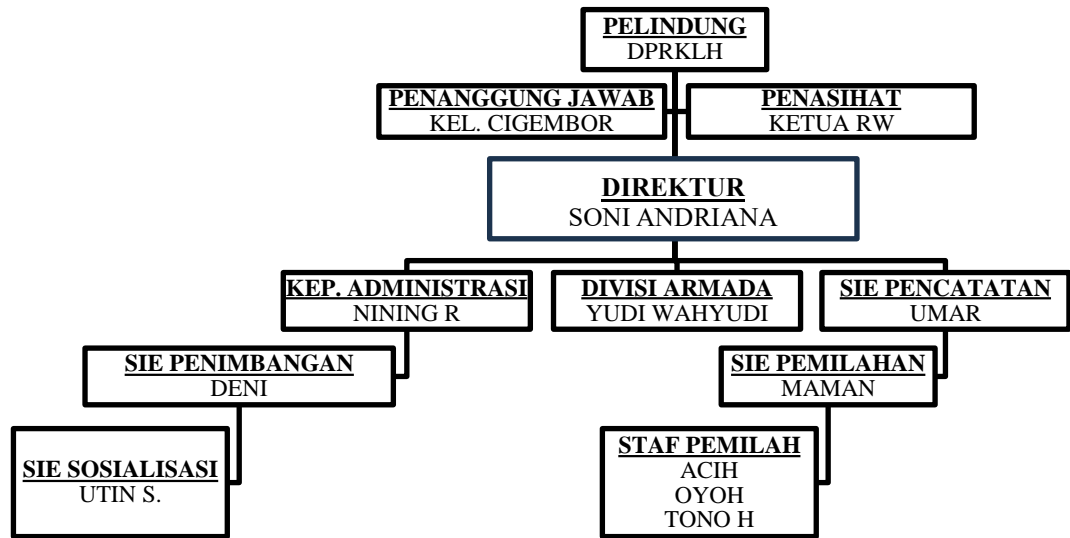 PELINDUNG
DPRKLH
PENANGGUNG JAWAB
KEL. CIGEMBOR
PENASIHAT
KETUA RW
DIREKTUR
SONI ANDRIANA
KEP. ADMINISTRASI
NINING R
DIVISI ARMADA
YUDI WAHYUDI
SIE PENCATATAN
UMAR
SIE PENIMBANGAN
DENI
SIE PEMILAHAN
MAMAN
SIE SOSIALISASI
UTIN S.
STAF PEMILAH
ACIH
OYOH
TONO H